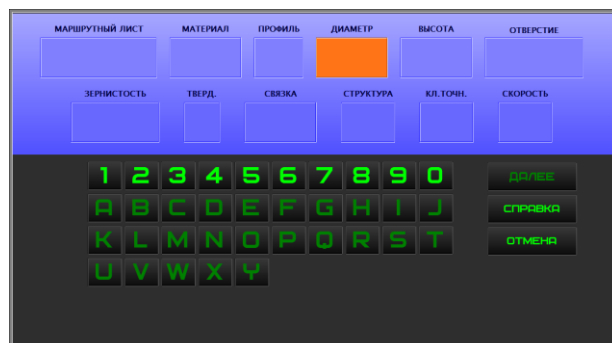 МАРШРУТНЫЙ ЛИСТ МАТЕРИАЛ ПРОФИЛЬ ДИАМЕТР ВЫСОТА ОТВЕРСТИЕ
ЗЕРНИСТОСТЬ ТВЕРД. СВЯЗКА СТРУКТУРА КЛ.ТОЧН. СКОРОСТЬ
1 2 3 4 5 6 7 8 9 0 ДАЛЕЕ
A B C D E F G H I J СПРАВКА
K L M N O P Q R S T ОТМЕНА
U V W X Y